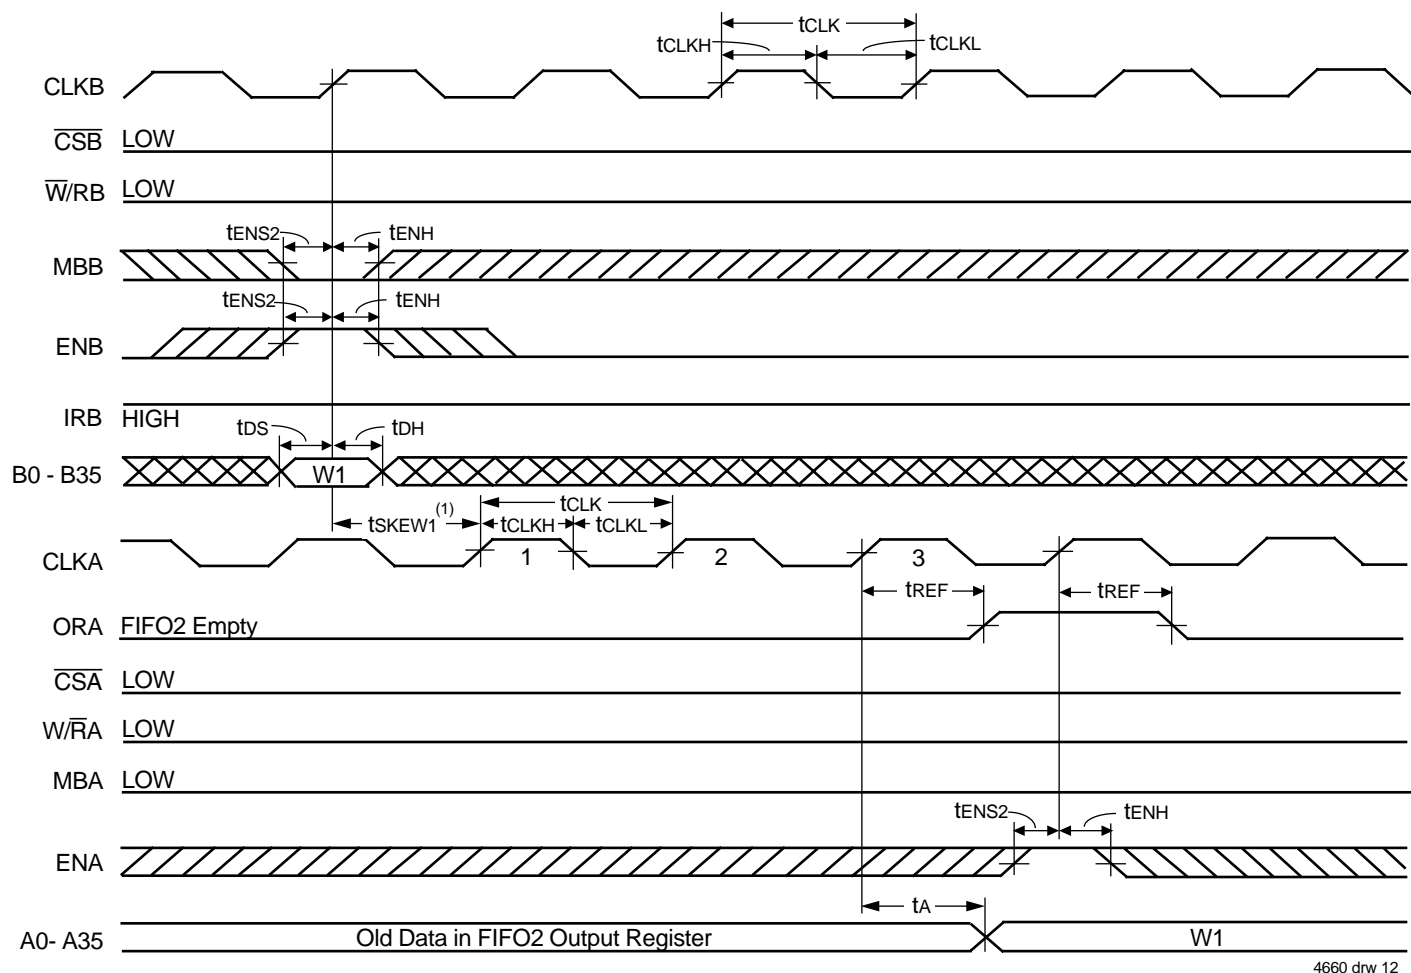 tCLK
tCLKH
tCLKL
CLKB
CSB LOW
W/RB LOW
tENS2 tENH
MBB
tENS2 tENH
ENB
IRB HIGH
tDS tDH
B0 - B35 W1
tCLK
tSKEW1(1) tCLKH tCLKL
CLKA 1 2 3
tREF tREF
ORA FIFO2 Empty
CSA LOW
W/RA LOW
MBA LOW
tENS2 tENH
ENA
tA
A0- A35 Old Data in FIFO2 Output Register W1
4660 drw 12